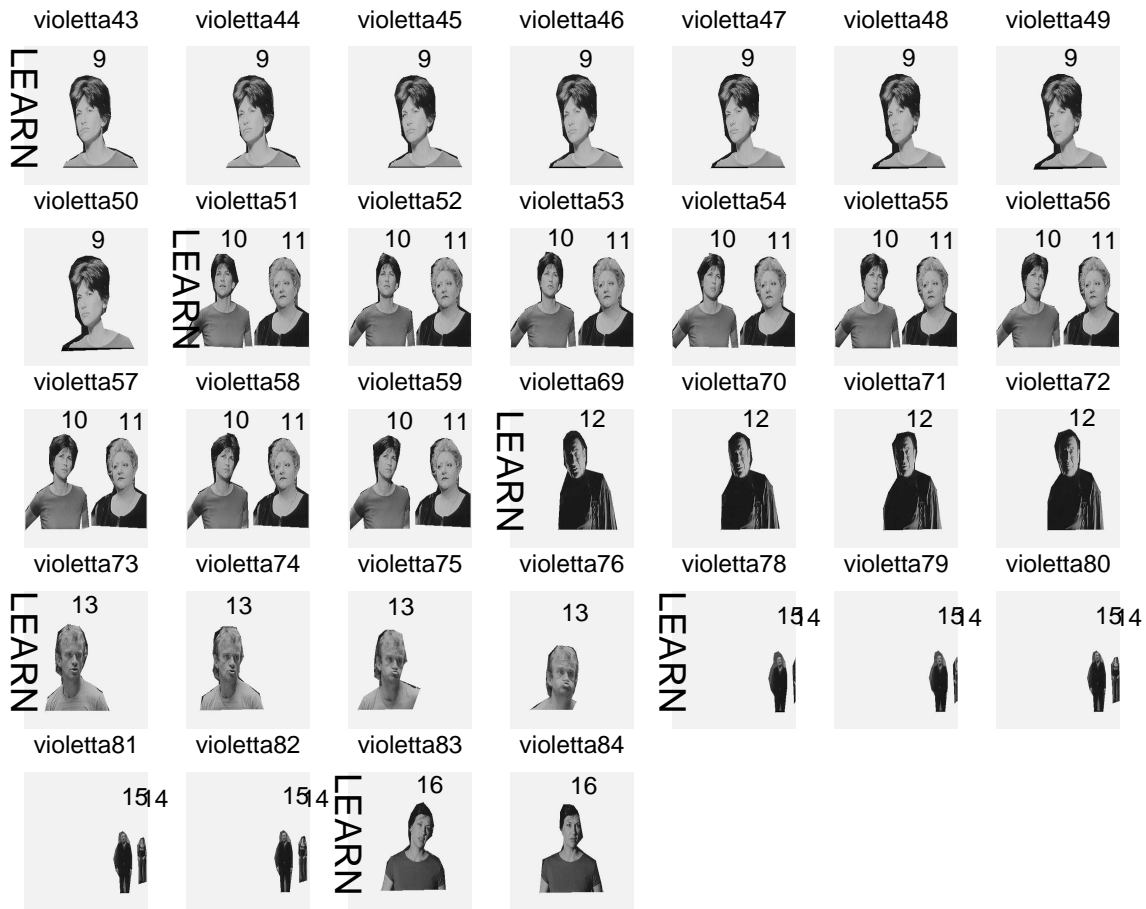 violetta43 violetta44 violetta45 violetta46 violetta47 violetta48 violetta49
LEARN 9 9 9 9 9 9 9
violetta50 violetta51 violetta52 violetta53 violetta54 violetta55 violetta56
9 LEARN 10 11 10 11 10 11 10 11 10 11 10 11
violetta57 violetta58 violetta59 violetta69 violetta70 violetta71 violetta72
10 11 10 11 10 11 LEARN 12 12 12 12
violetta73 violetta74 violetta75 violetta76 violetta78 violetta79 violetta80
LEARN 13 13 13 13 LEARN 15 14 15 14 15 14
violetta81 violetta82 violetta83 violetta84
15 14 15 14 LEARN 16 16